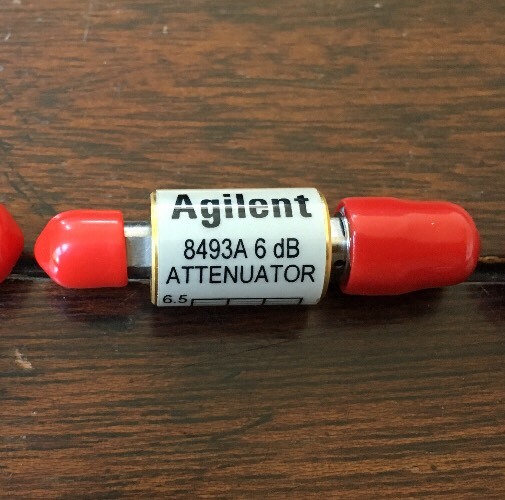 Agilent
8493A 6 dB
ATTENUATOR
6.5